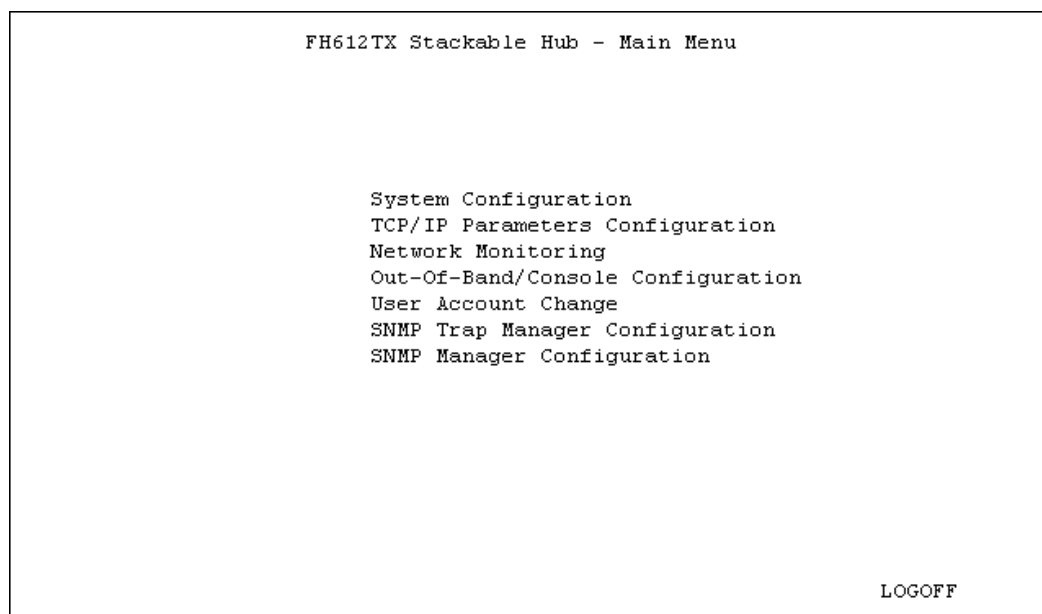 FH612TX Stackable Hub - Main Menu
System Configuration
TCP/IP Parameters Configuration
Network Monitoring
Out-Of-Band/Console Configuration
User Account Change
SNMP Trap Manager Configuration
SNMP Manager Configuration
LOGOFF